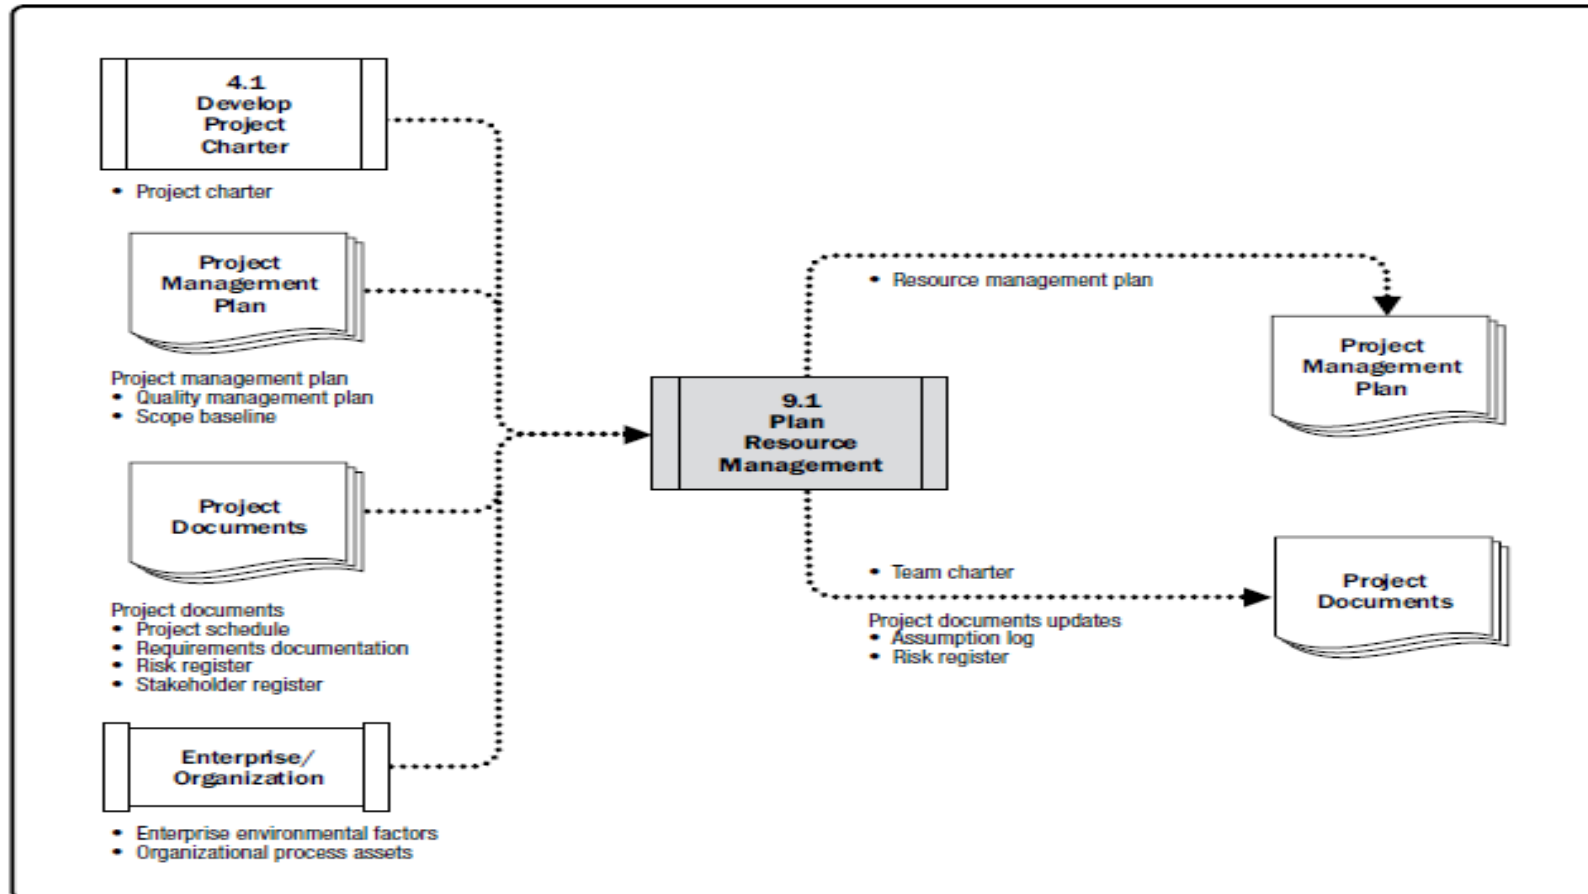 4.1
Develop
Project
Charter
• Project charter
Project
Management
Plan
Project management plan
• Quality management plan
• Scope baseline
Project
Documents
Project documents
• Project schedule
• Requirements documentation
• Risk register
• Stakeholder register
Enterprise/
Organization
• Enterprise environmental factors
• Organizational process assets
9.1
Plan
Resource
Management
• Resource management plan
Project
Management
Plan
• Team charter
Project documents updates
• Assumption log
• Risk register
Project
Documents